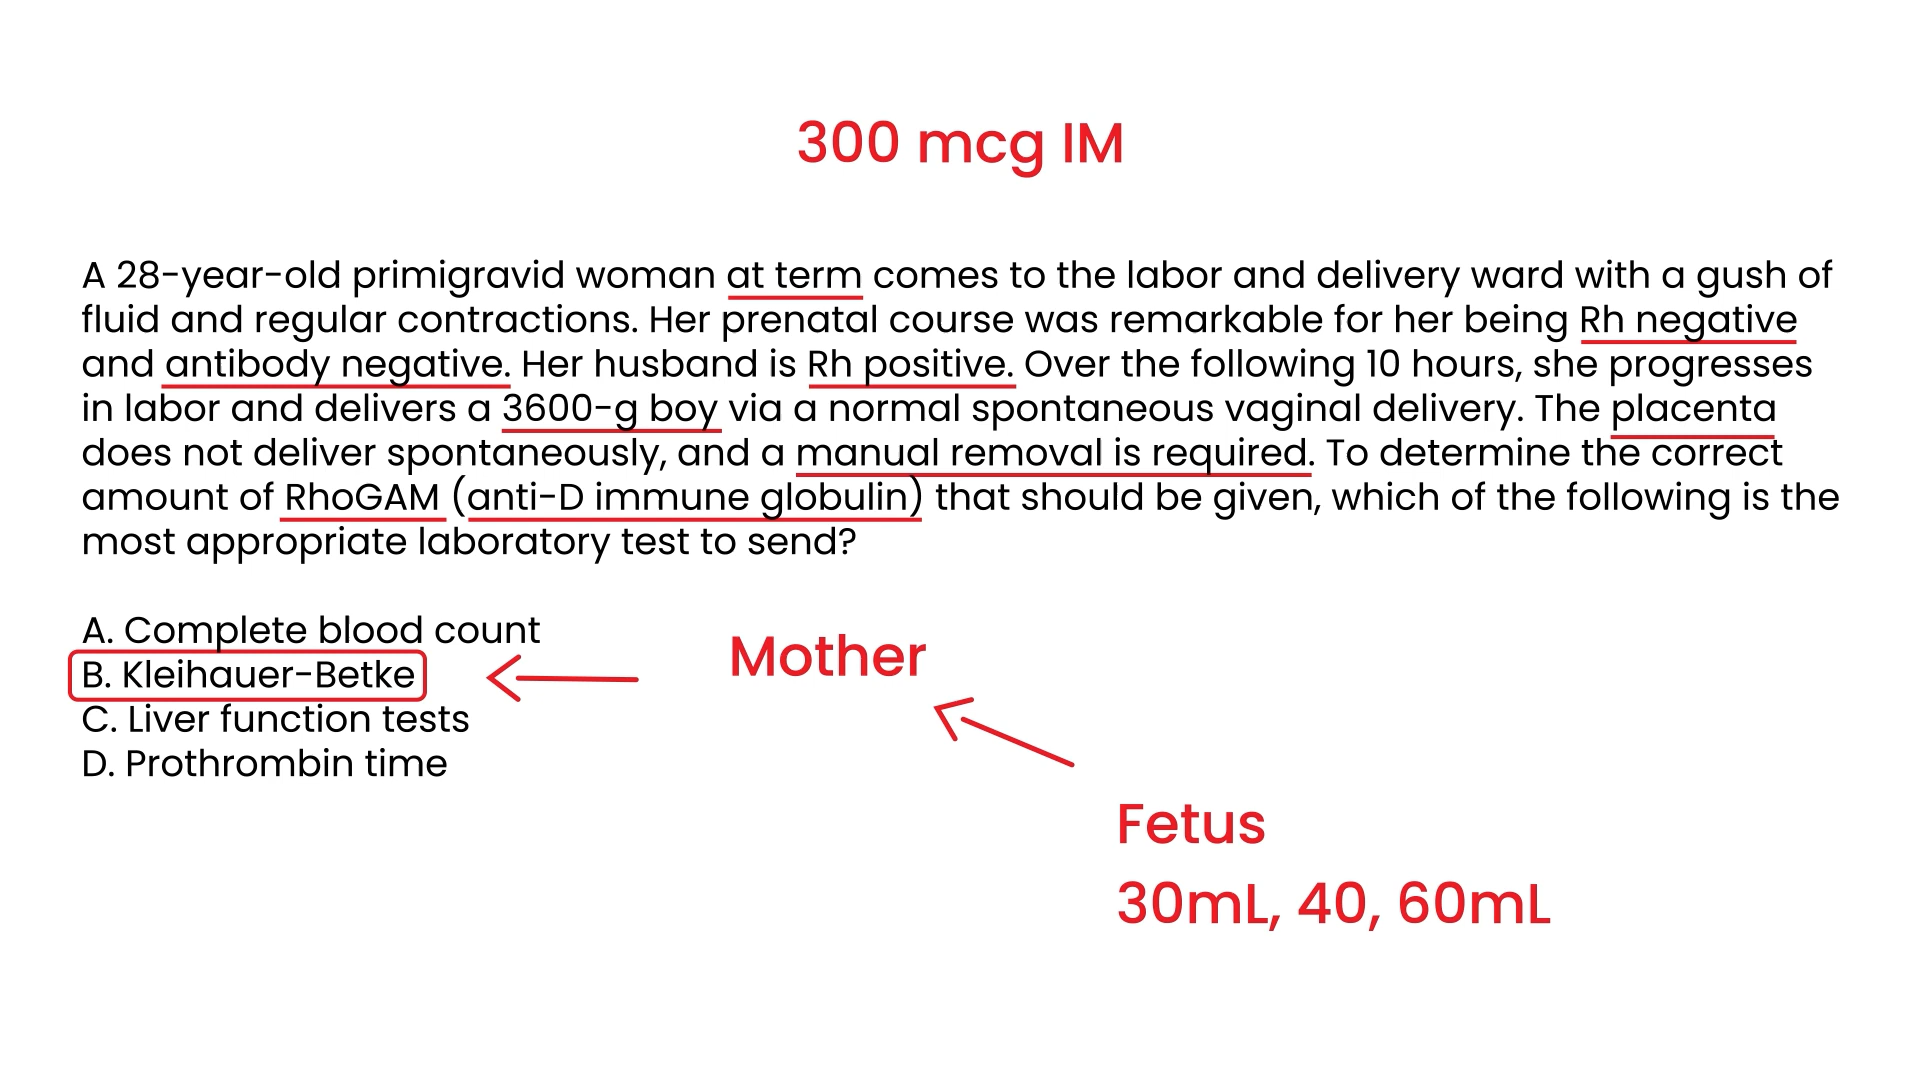 300 mcg IM
A 28-year-old primigravid woman at term comes to the labor and delivery ward with a gush of
fluid and regular contractions. Her prenatal course was remarkable for her being Rh negative
and antibody negative. Her husband is Rh positive. Over the following 10 hours, she progresses
in labor and delivers a 3600-g boy via a normal spontaneous vaginal delivery. The placenta
does not deliver spontaneously, and a manual removal is required. To determine the correct
amount of RhoGAM (anti-D immune globulin) that should be given, which of the following is the
most appropriate laboratory test to send?
A. Complete blood count
B. Kleihauer-Betke
C. Liver function tests
D. Prothrombin time
Mother
Fetus
30mL, 40, 60mL